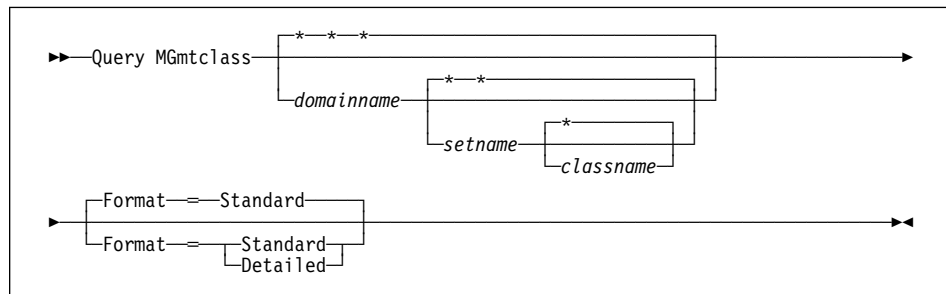 * * *
Query MGmtclass
* *
domainname
*
setname
classname
Format = Standard
Format = Standard
Detailed